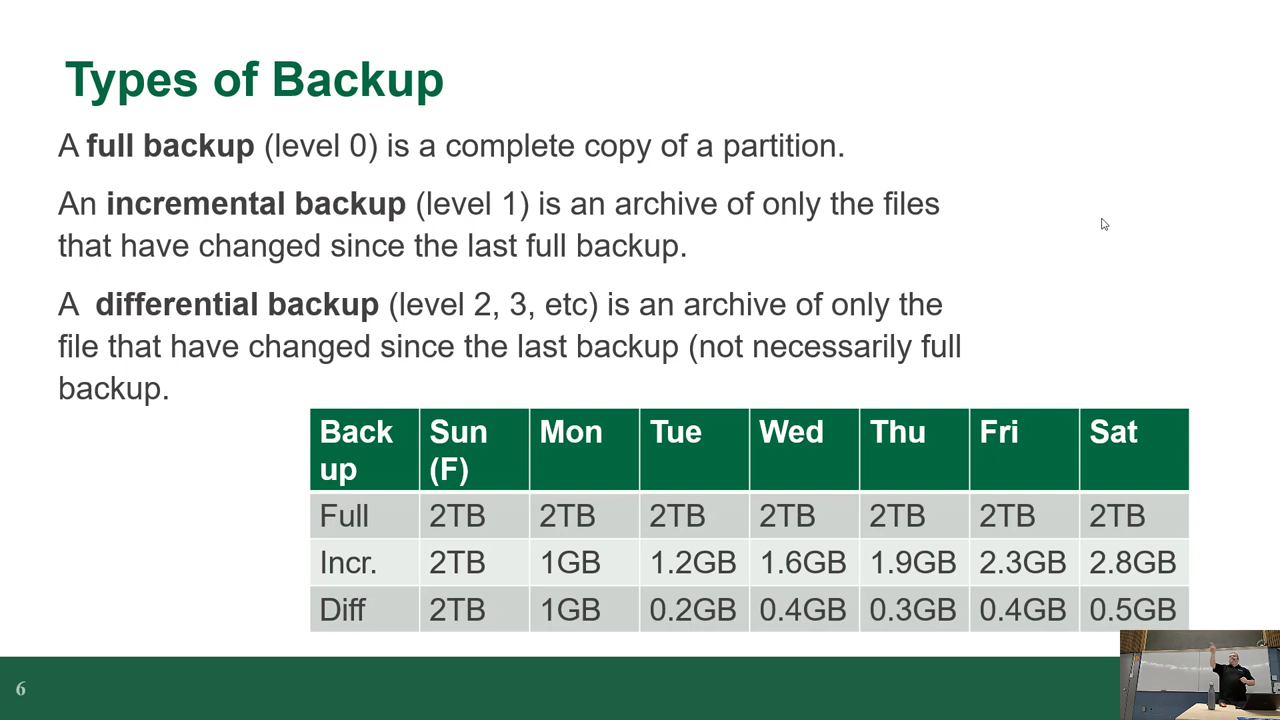 Types of Backup
A full backup (level 0) is a complete copy of a partition.
An incremental backup (level 1) is an archive of only the files
that have changed since the last full backup.
A differential backup (level 2, 3, etc) is an archive of only the
file that have changed since the last backup (not necessarily full
backup.
Back up Sun (F) Mon Tue Wed Thu Fri Sat
Full 2TB 2TB 2TB 2TB 2TB 2TB 2TB
Incr. 2TB 1GB 1.2GB 1.6GB 1.9GB 2.3GB 2.8GB
Diff 2TB 1GB 0.2GB 0.4GB 0.3GB 0.4GB 0.5GB
6